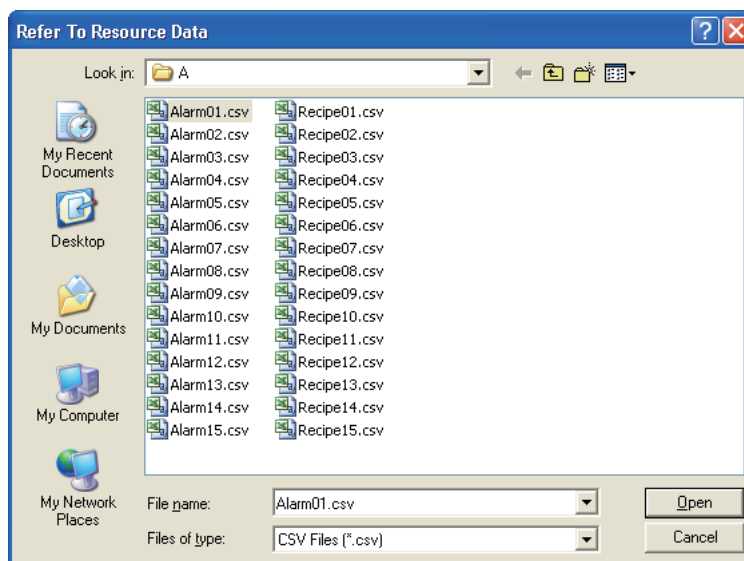 Refer To Resource Data
Look in:
A
My Recent
Documents
Desktop
My Documents
My Computer
My Network
Places
Alarm01.csv
Alarm02.csv
Alarm03.csv
Alarm04.csv
Alarm05.csv
Alarm06.csv
Alarm07.csv
Alarm08.csv
Alarm09.csv
Alarm10.csv
Alarm11.csv
Alarm12.csv
Alarm13.csv
Alarm14.csv
Alarm15.csv
Recipe01.csv
Recipe02.csv
Recipe03.csv
Recipe04.csv
Recipe05.csv
Recipe06.csv
Recipe07.csv
Recipe08.csv
Recipe09.csv
Recipe10.csv
Recipe11.csv
Recipe12.csv
Recipe13.csv
Recipe14.csv
Recipe15.csv
File name:
Alarm01.csv
Open
Files of type:
CSV Files (*.csv)
Cancel